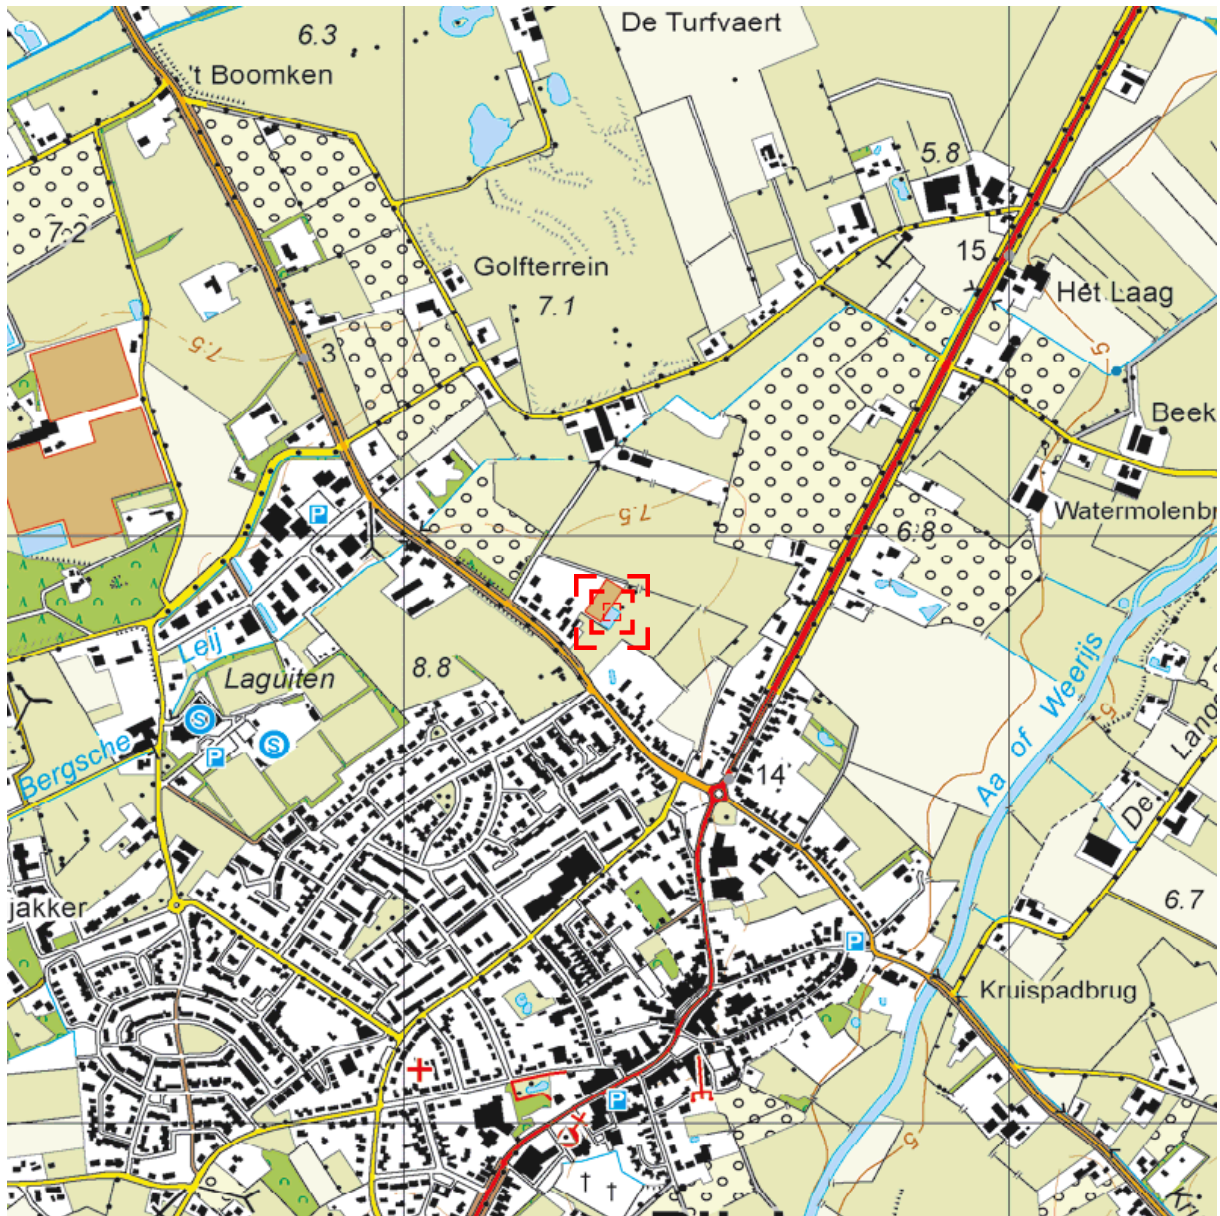 De Turfvaert
6.3
't Boomken
5.8
7.2
15
Golfterrein
7.1
Het Laag
7.5
3
5
Beek
P
7.5
6.8
Watermolenbr
Leij
8.8
Laguiten
S
S
P
Bergsche
Aa of Weerijs
5
14
De
jakker
6.7
P
Kruispadbrug
P
5